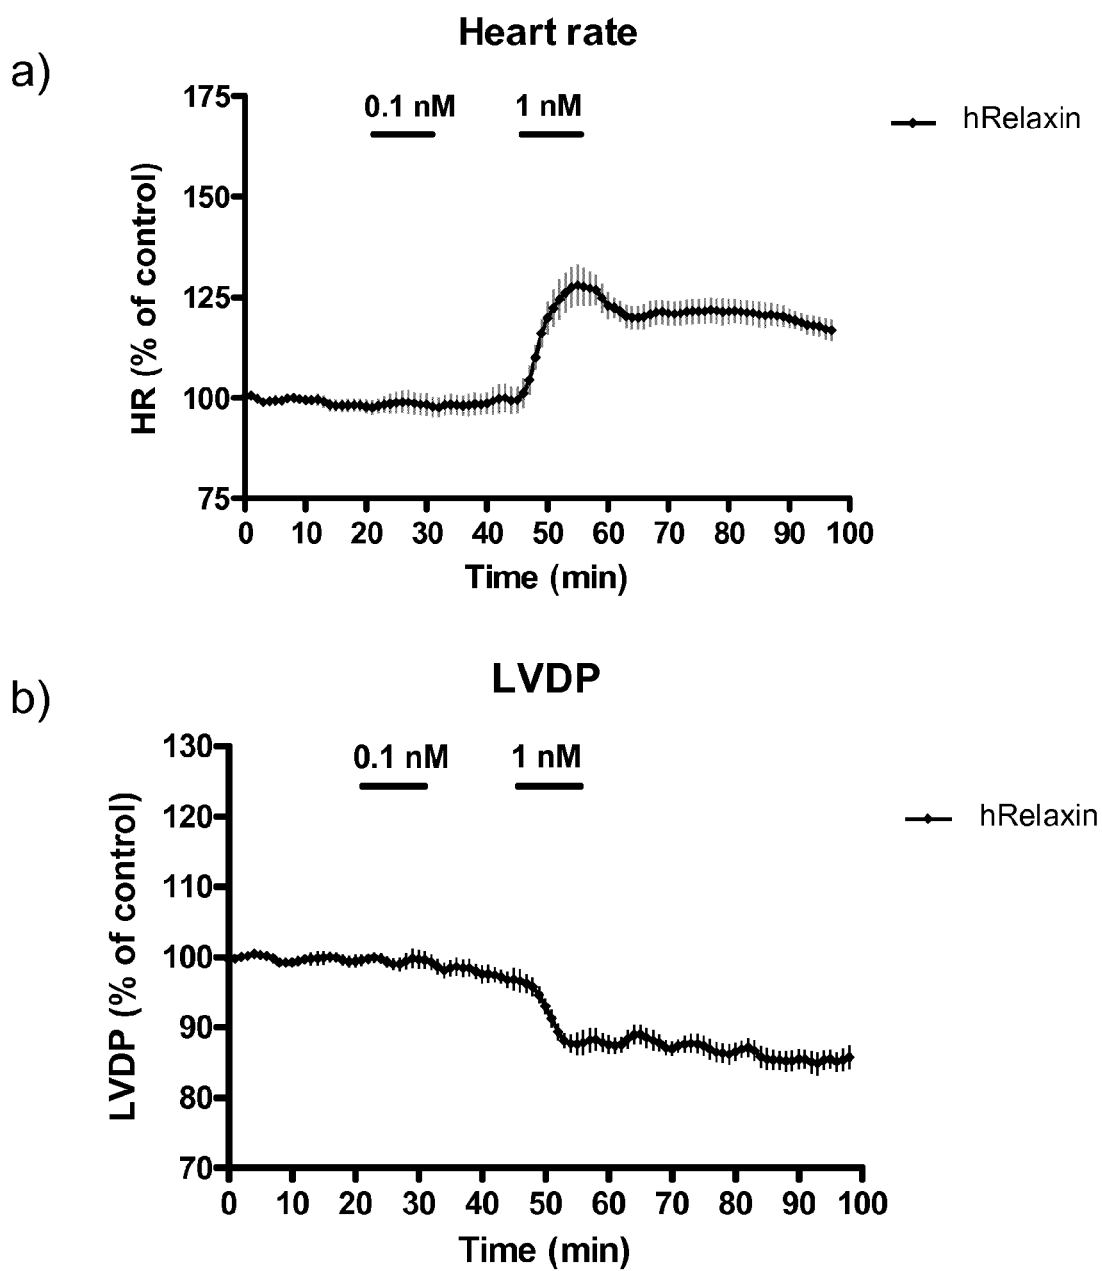 Heart rate
a)
175
0.1 nM
1 nM
hRelaxin
150
125
100
75
HR (% of control)
0 10 20 30 40 50 60 70 80 90 100
Time (min)
LVDP
b)
130
0.1 nM
1 nM
hRelaxin
120
110
100
90
80
70
LVDP (% of control)
0 10 20 30 40 50 60 70 80 90 100
Time (min)